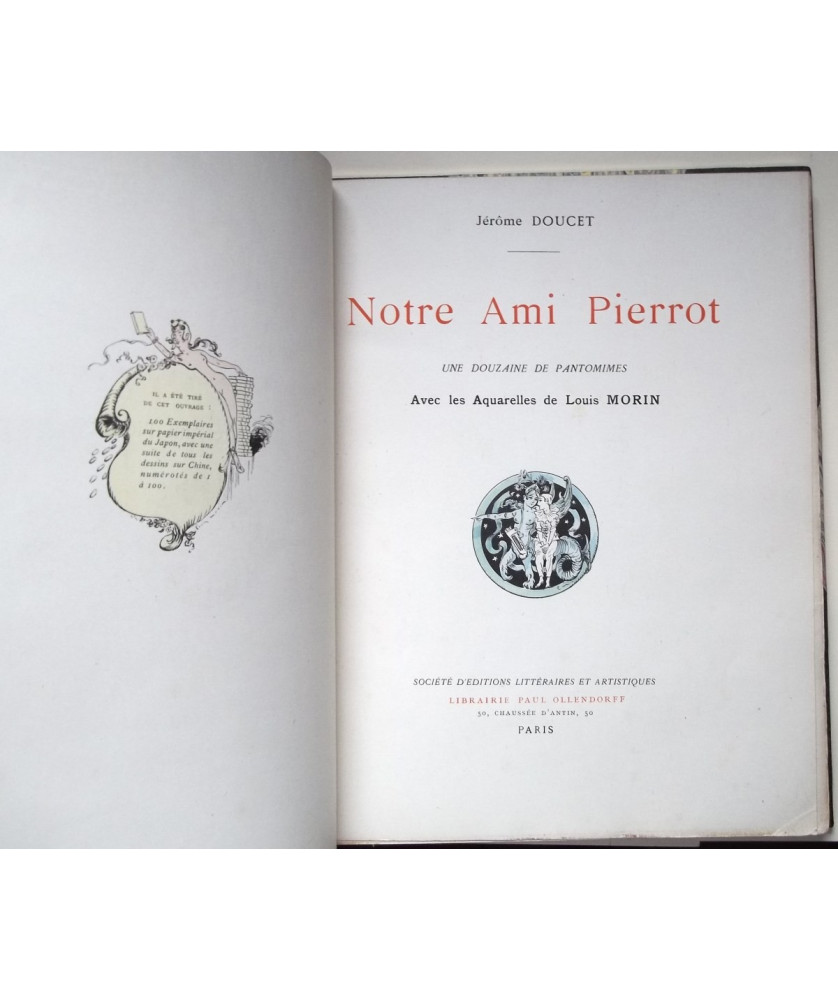 IL A ÉTÉ TIRÉ
DE CET OUVRAGE :
100 Exemplaires
sur papier impérial
du Japon, avec une
suite de tous les
dessins sur Chine,
numérotés de 1
à 100.
Jérôme DOUCET
Notre Ami Pierrot
UNE DOUZAINE DE PANTOMIMES
Avec les Aquarelles de Louis MORIN
SOCIÉTÉ D'EDITIONS LITTÉRAIRES ET ARTISTIQUES
LIBRAIRIE PAUL OLLENDORFF
50, CHAUSSÉE D'ANTIN, 50
PARIS